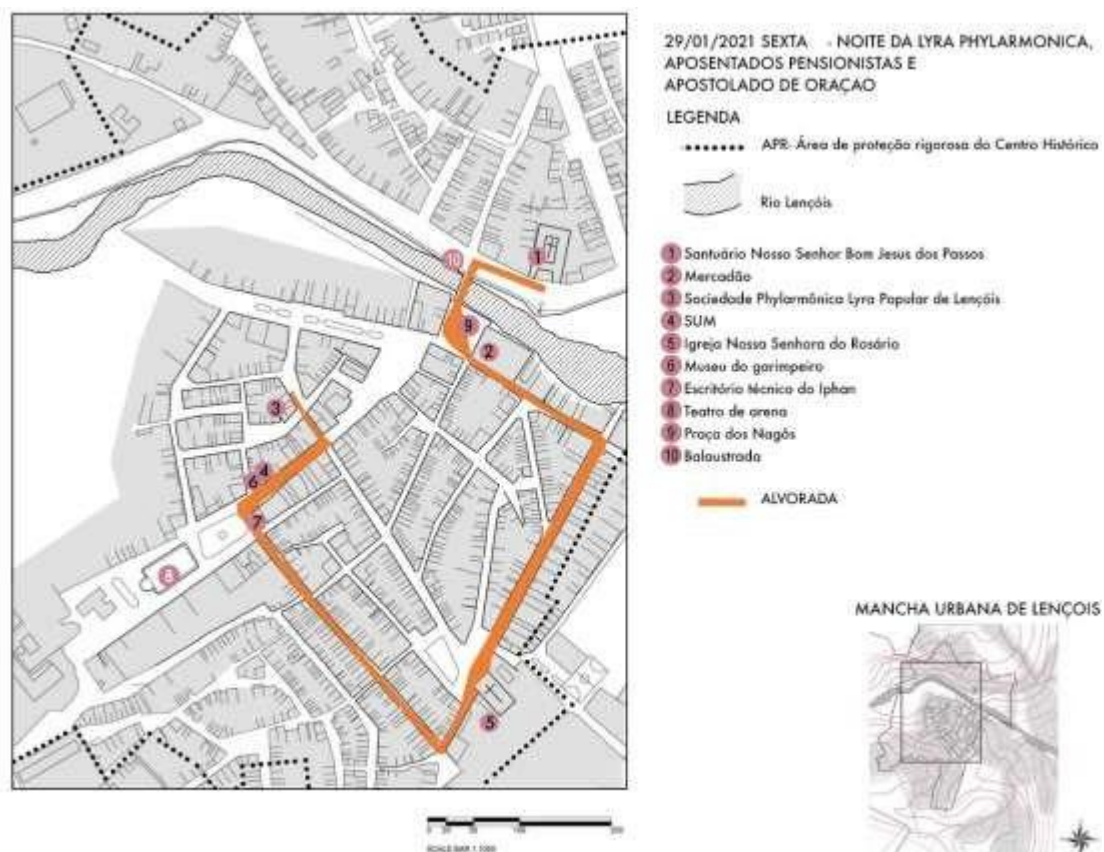 29/01/2021 SEXTA - NOITE DA LYRA PHYLARMONICA,
APOSENTADOS PENSIONISTAS E
APOSTOLADO DE ORAÇAO
LEGENDA
APR- Área de proteção rigorosa do Centro Histórico
Rio Lençóis
1 Santuário Nosso Senhor Bom Jesus dos Passos
2 Mercadão
3 Sociedade Phylarmônica Lyra Popular de Lençóis
4 SUM
5 Igreja Nossa Senhora do Rosário
6 Museu do garimpeiro
7 Escritório técnico do Iphan
8 Teatro de arena
9 Praça dos Nagôs
10 Balaustrada
ALVORADA
10
1
9
2
3
4
6
7
8
5
MANCHA URBANA DE LENÇOIS
SCALE BAR